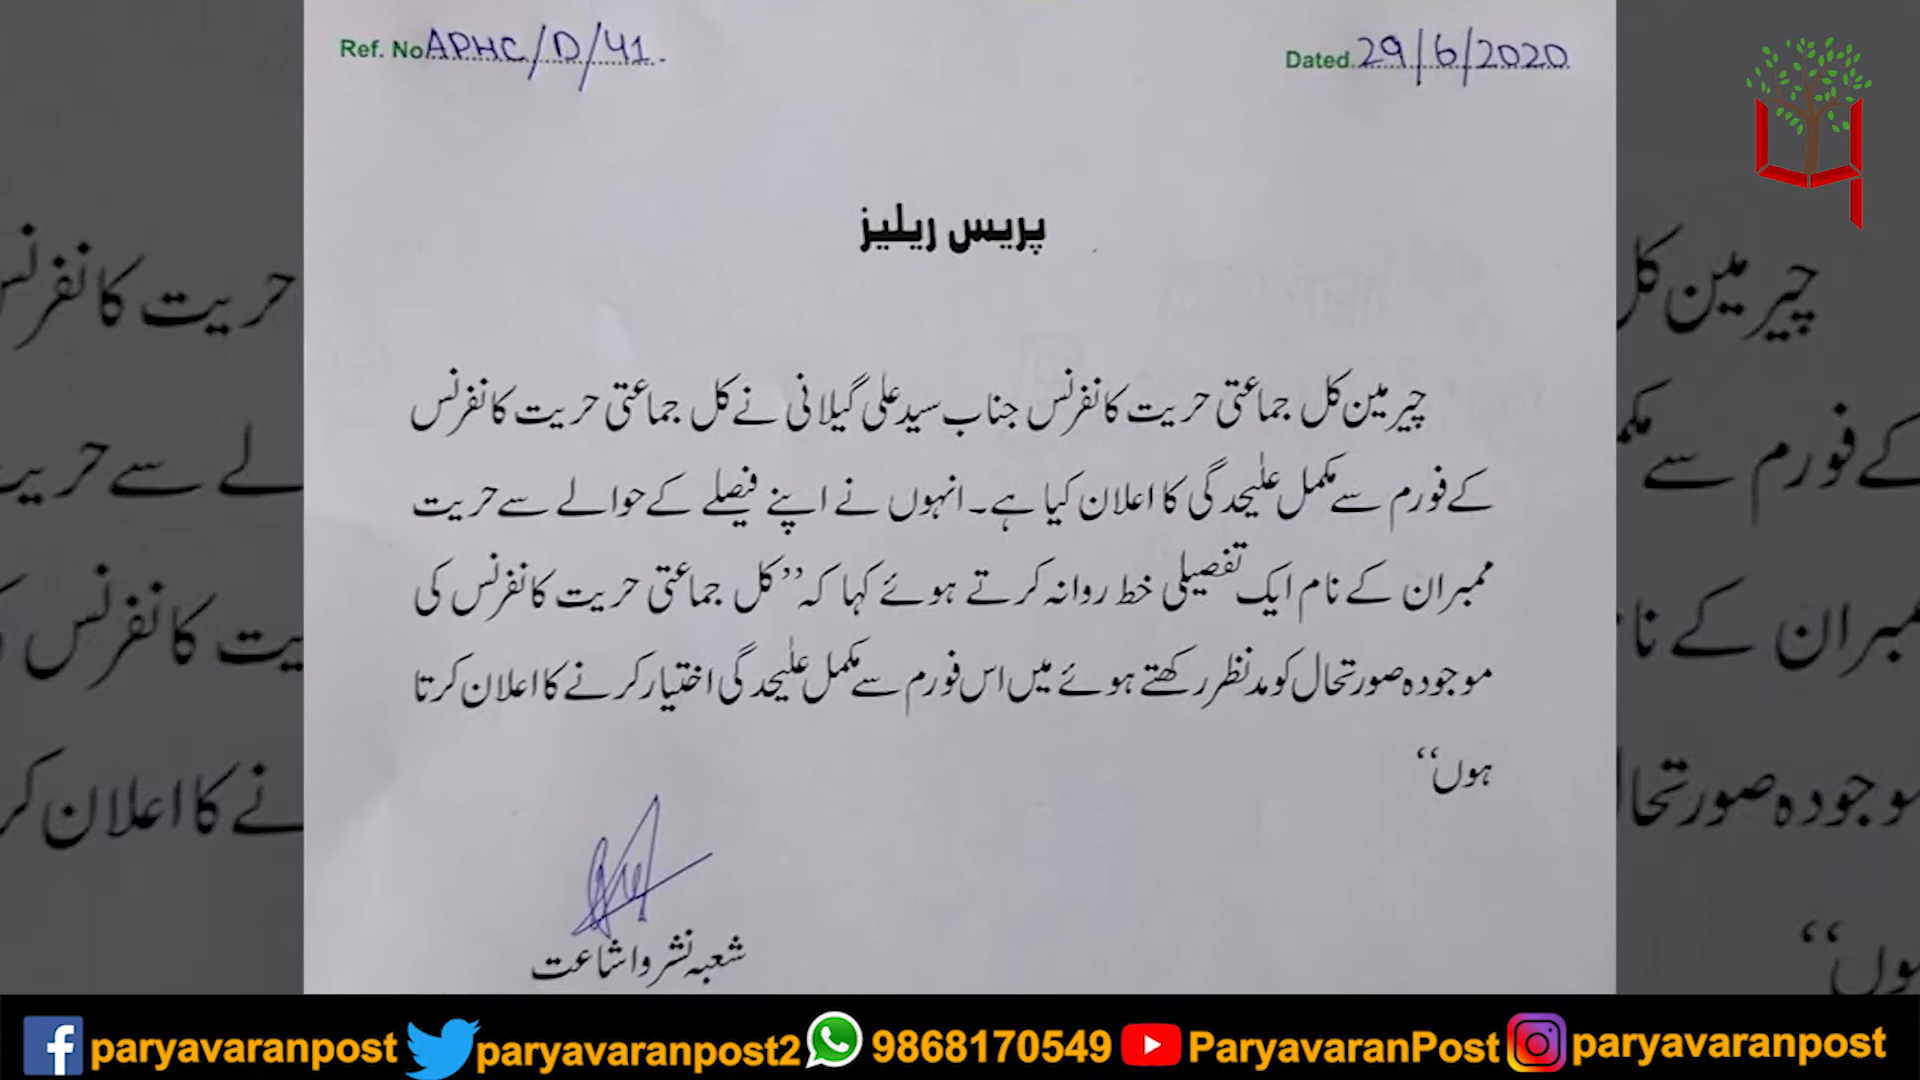 Ref. No APHC/D/41
Dated. 29/6/2020
پریس ریلیز
چیرمین کل جماعتی حریت کانفرنس جناب سید علی گیلانی نے کل جماعتی حریت کانفرنس
کے فورم سے مکمل علیٰحدگی کا اعلان کیا ہے۔ انہوں نے اپنے فیصلے کے حوالے سے حریت
ممبران کے نام ایک تفصیلی خط روانہ کرتے ہوئے کہا کہ ’’کل جماعتی حریت کانفرنس کی
موجودہ صورتحال کو مدنظر رکھتے ہوئے میں اس فورم سے مکمل علیٰحدگی اختیار کرنے کا اعلان کرتا
ہوں‘‘
شعبہ نشر و اشاعت
paryavaranpost paryavaranpost2 9868170549 ParyavaranPost paryavaranpost